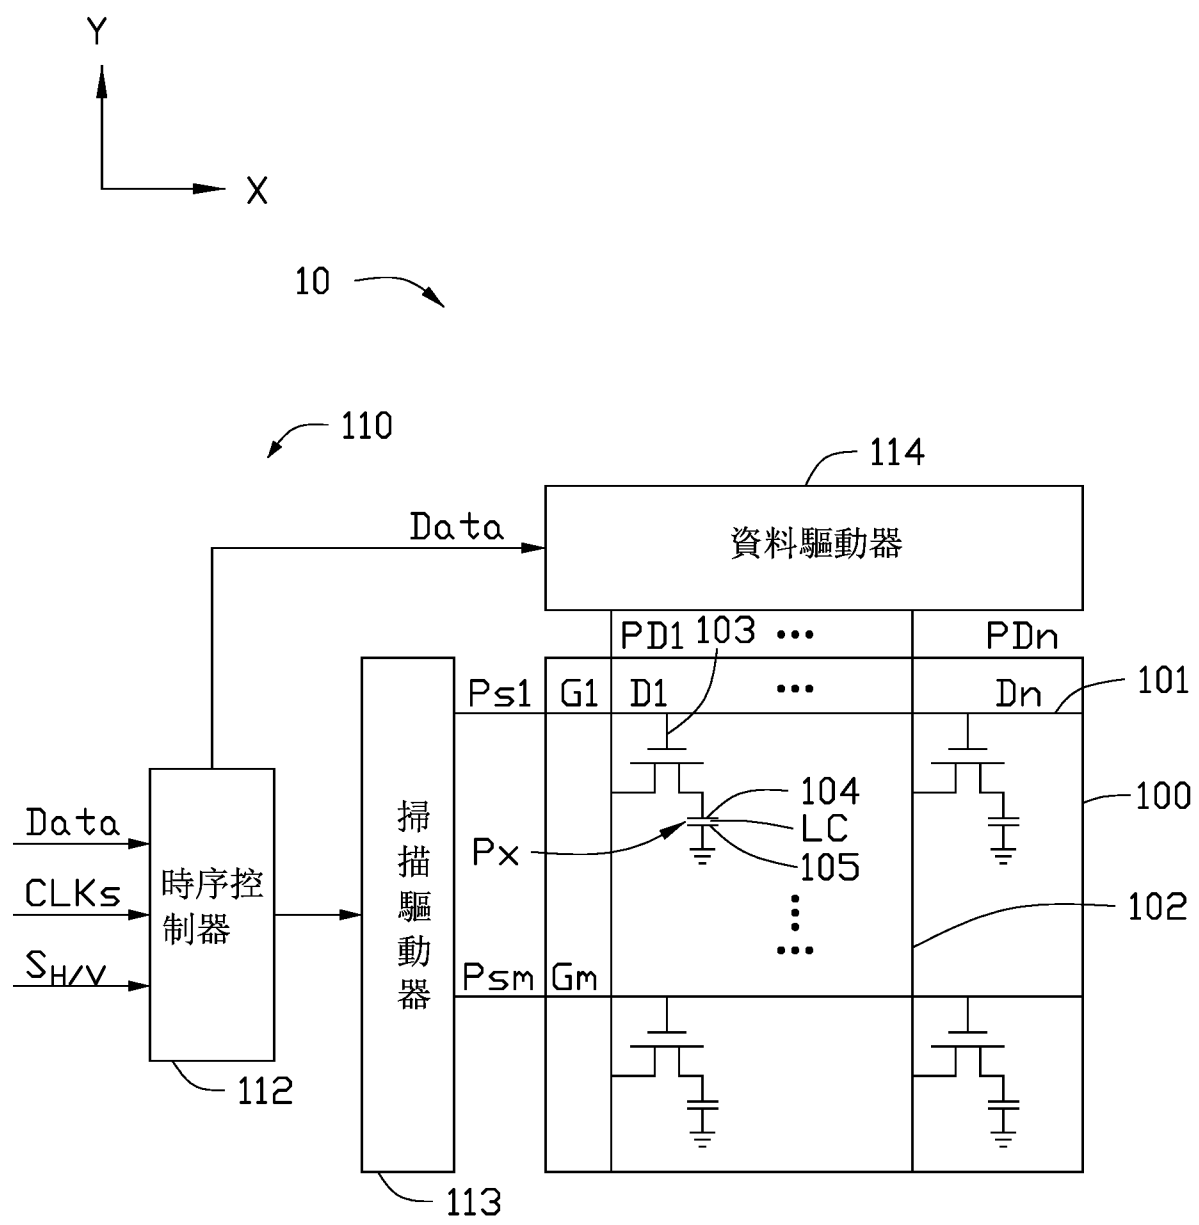 Y
X
10
110
114
Data
資料驅動器
PD1
103
•••
PDn
Ps1
G1
D1
•••
Dn
101
104
100
Data
LC
Px
105
掃描驅動器
時序控
制器
CLKs
102
SH/V
Psm
Gm
112
113